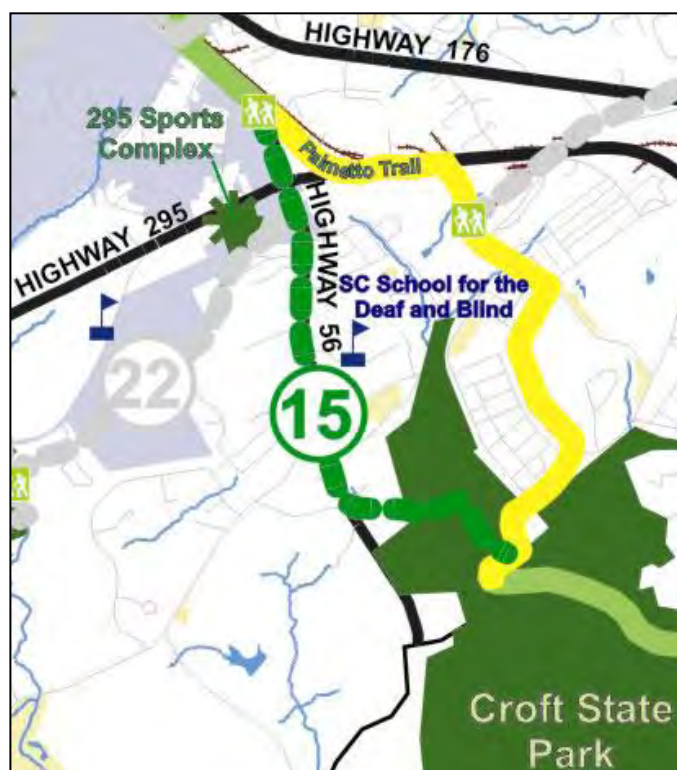 HIGHWAY 176
295 Sports
Complex
Palmetto Trail
HIGHWAY 295
HIGHWAY 56
SC School for the
Deaf and Blind
22
15
Croft State
Park